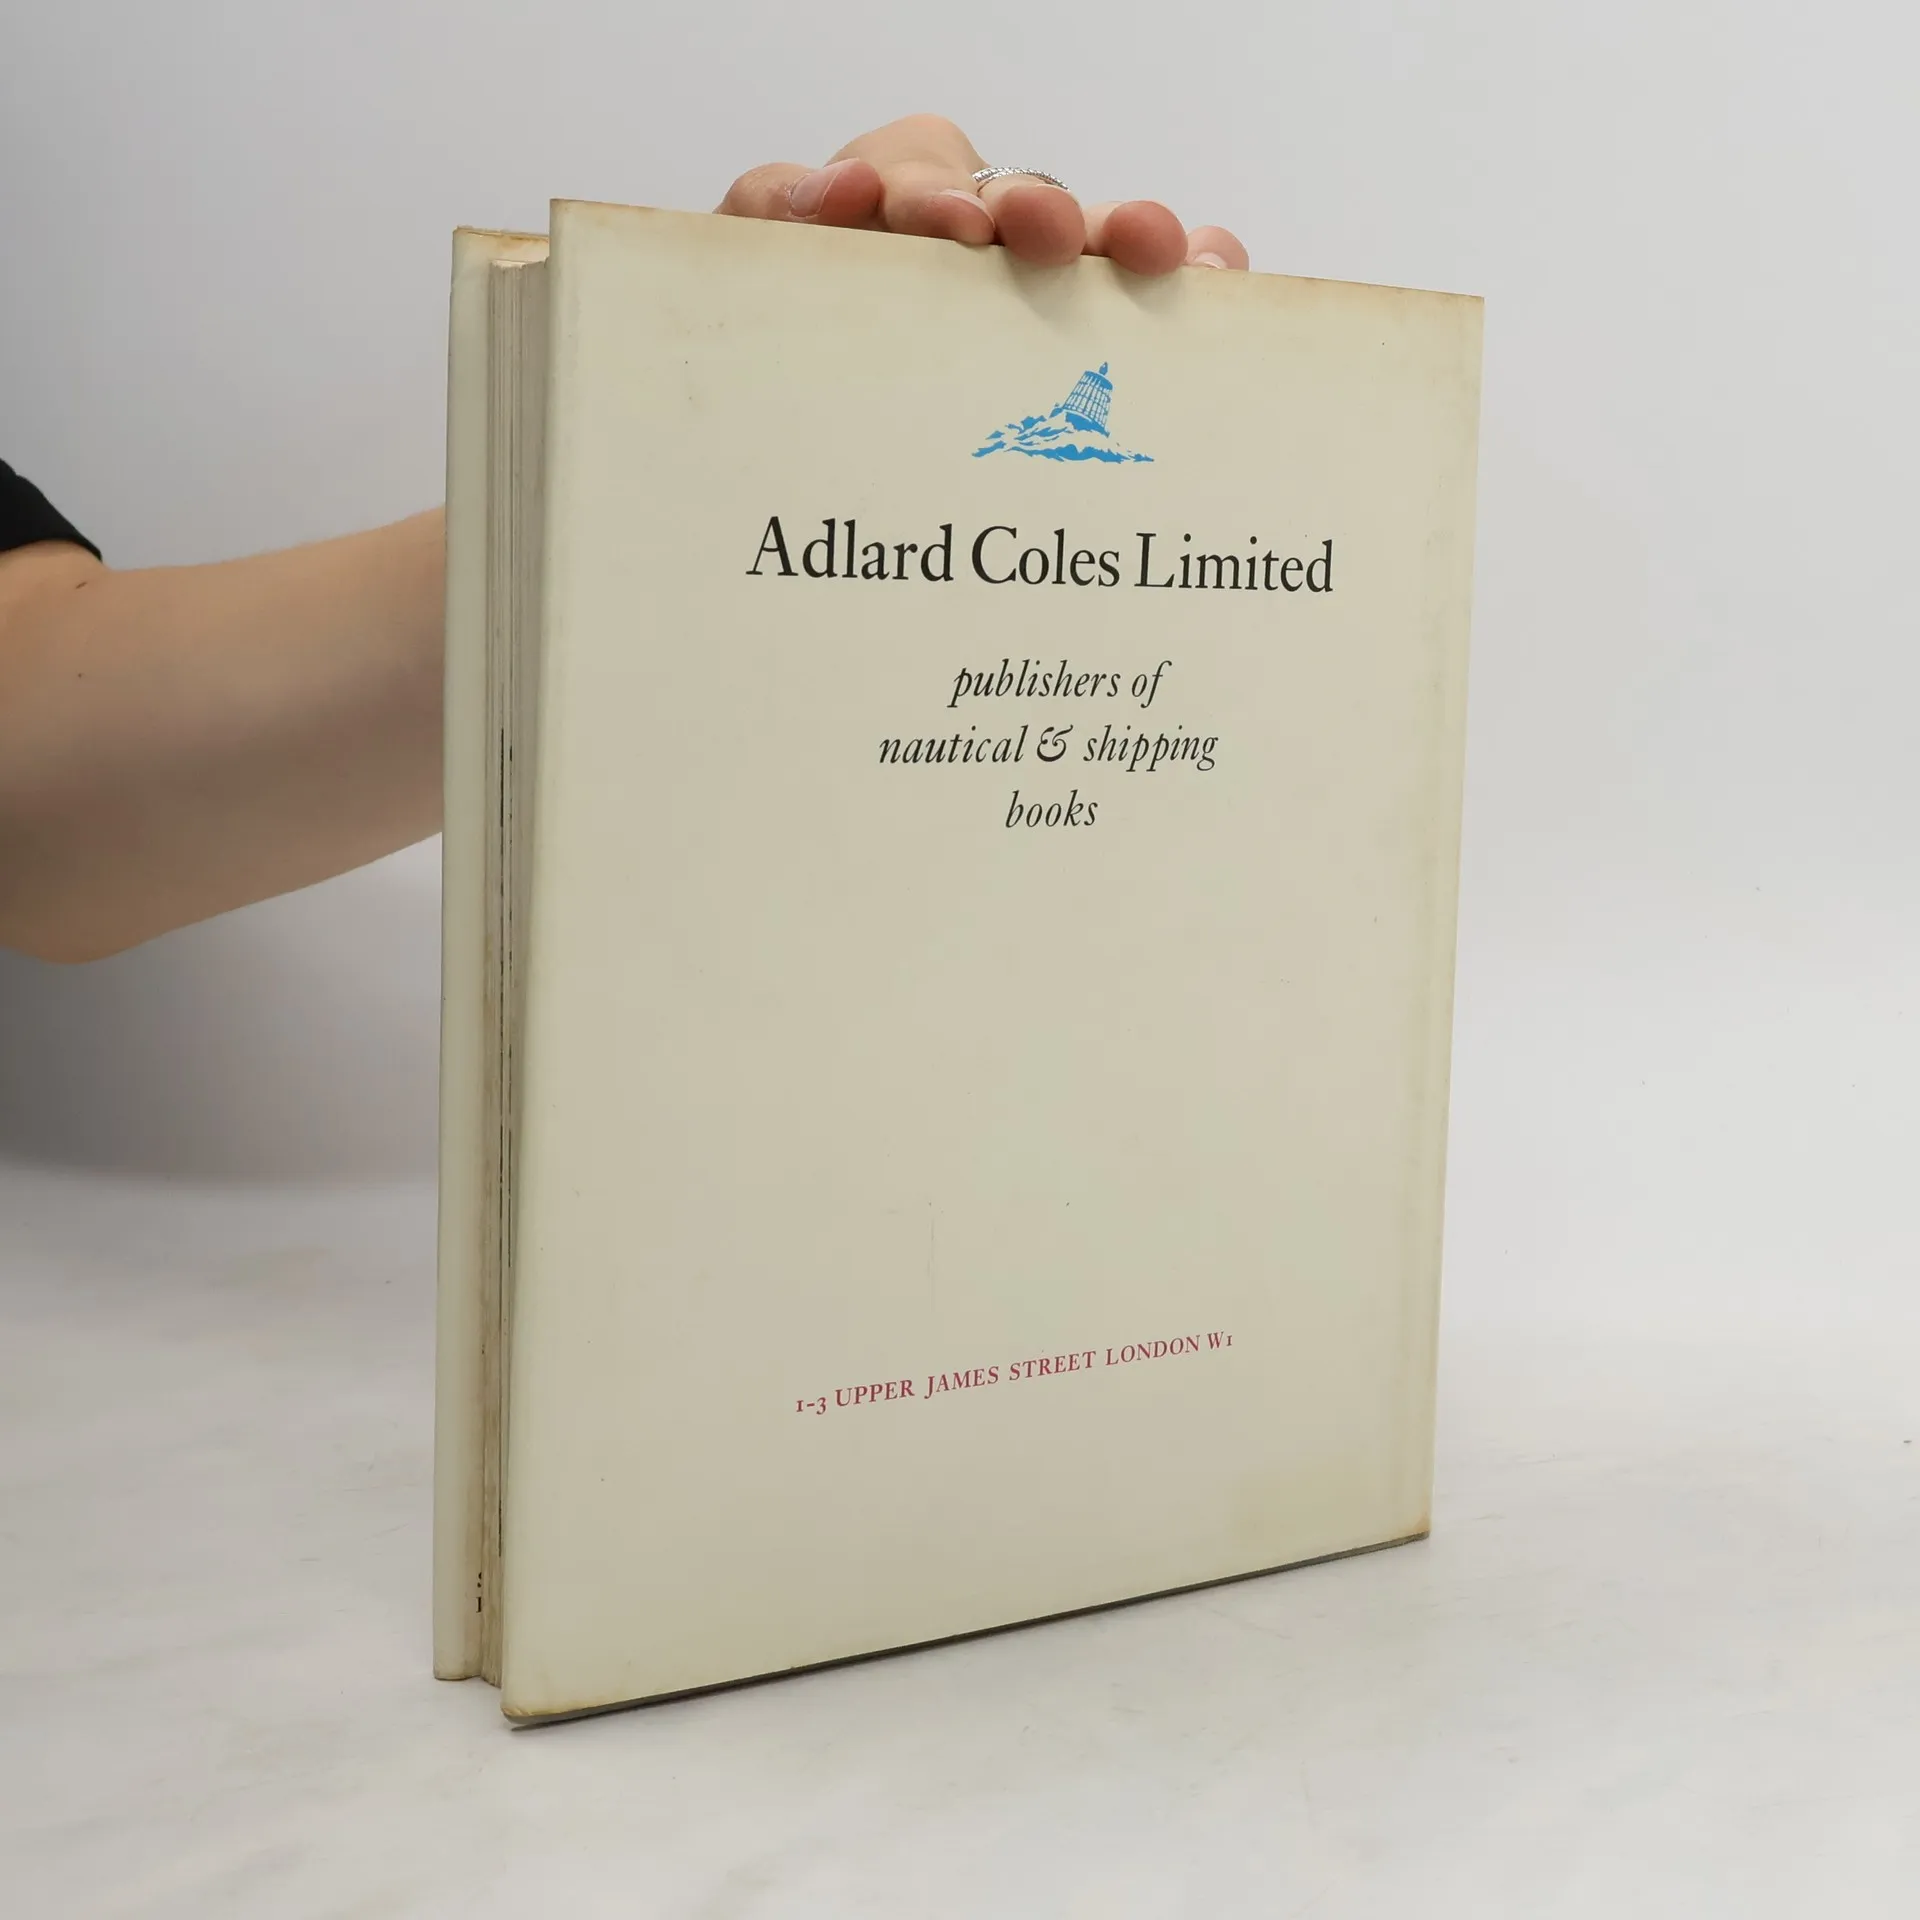 Adlard Coles Limited
publishers of
nautical & shipping
books
1-3 UPPER JAMES STREET LONDON W1